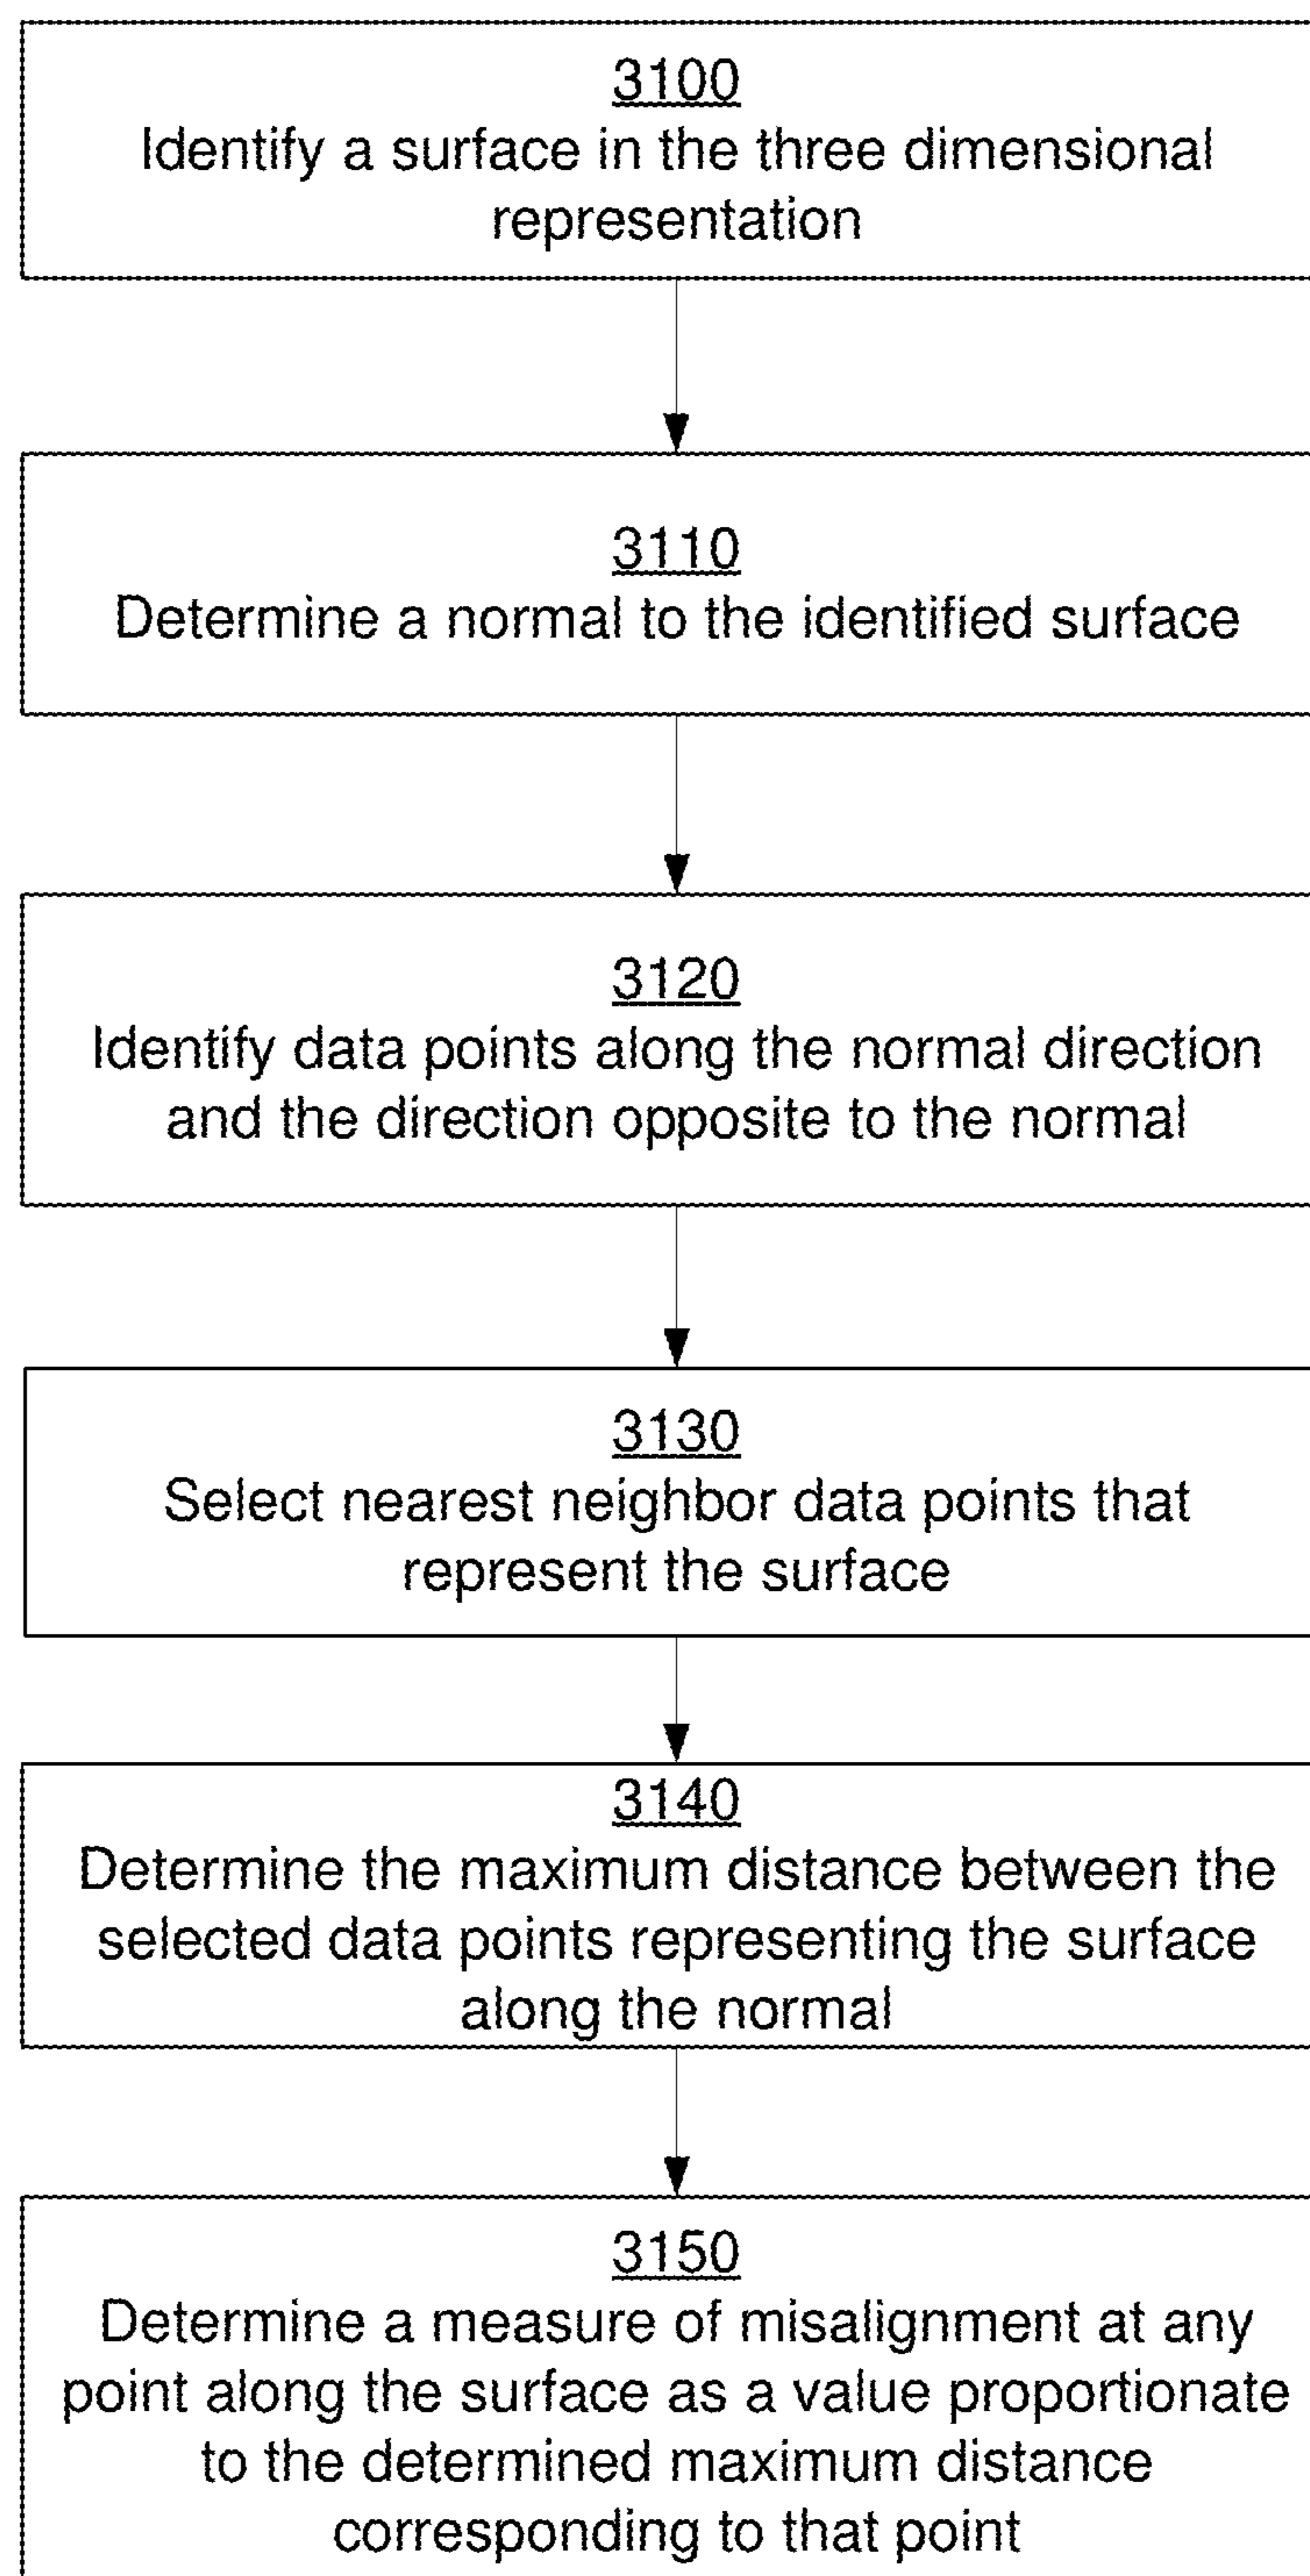 3100
Identify a surface in the three dimensional
representation
3110
Determine a normal to the identified surface
3120
Identify data points along the normal direction
and the direction opposite to the normal
3130
Select nearest neighbor data points that
represent the surface
3140
Determine the maximum distance between the
selected data points representing the surface
along the normal
3150
Determine a measure of misalignment at any
point along the surface as a value proportionate
to the determined maximum distance
corresponding to that point